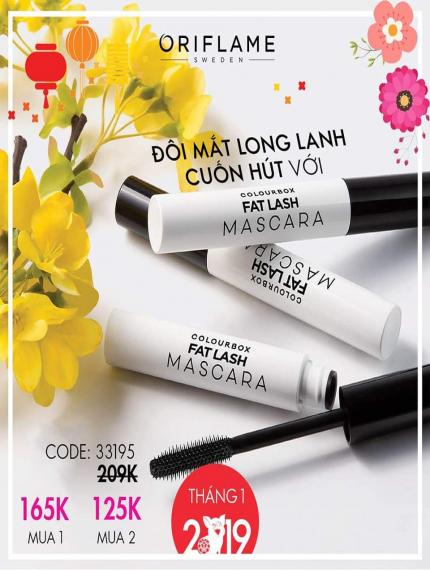 ORIFLAME
SWEDEN
ĐÔI MẮT LONG LANH
CUỐN HÚT VỚI
COLOURBOX
FAT LASH
MASCARA
COLOURBOX
FAT LASH
MASCARA
COLOURBOX
FAT LASH
MASCARA
CODE: 33195
209K
165K 125K
MUA 1 MUA 2
THÁNG 1
2019